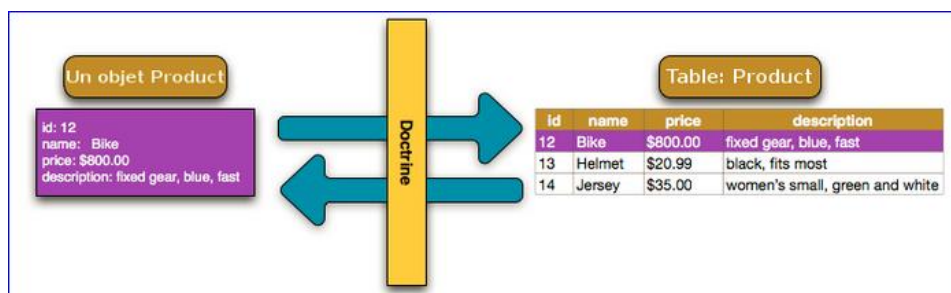 Un objet Product
id: 12
name: Bike
price: $800.00
description: fixed gear, blue, fast
Doctrine
Table: Product
id name price description
12 Bike $800.00 fixed gear, blue, fast
13 Helmet $20.99 black, fits most
14 Jersey $35.00 women's small, green and white